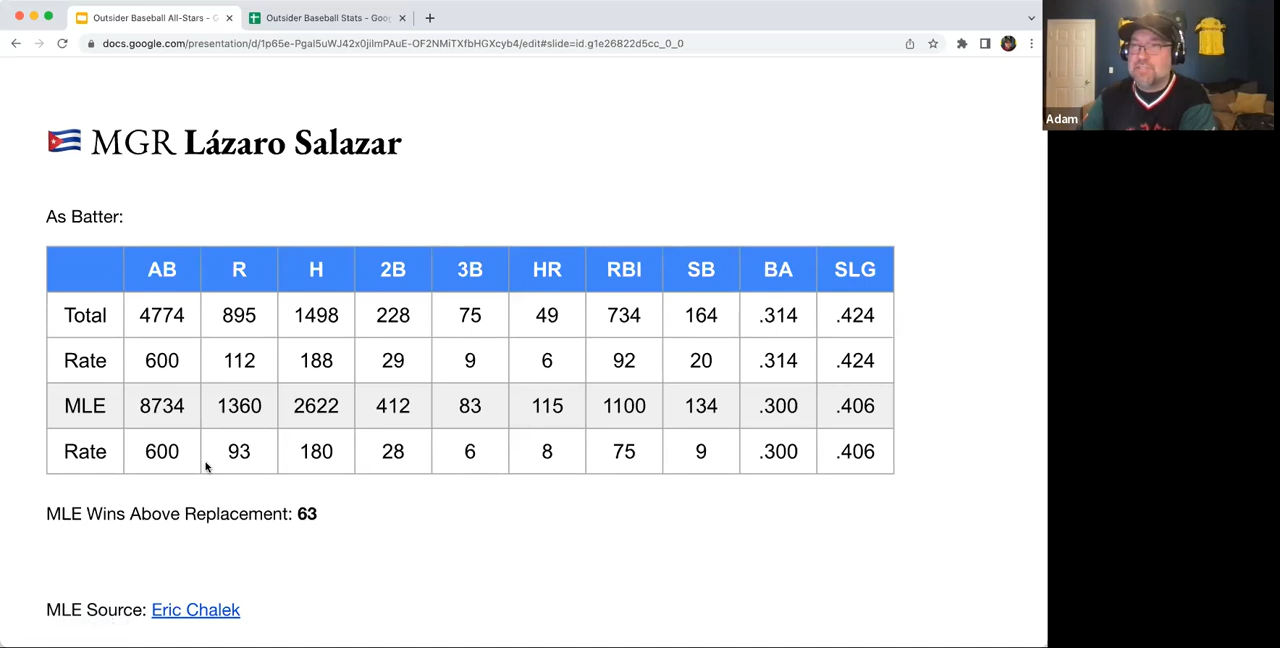 Outsider Baseball All-Stars - G
Outsider Baseball Stats - Goog
docs.google.com/presentation/d/1p65e-Pgal5uWJ42x0jilmPAuE-OF2NMiTXfbHGXcyb4/edit#slide=id.g1e26822d5cc_0_0
Adam
MGR Lázaro Salazar
As Batter:
AB R H 2B 3B HR RBI SB BA SLG
Total 4774 895 1498 228 75 49 734 164 .314 .424
Rate 600 112 188 29 9 6 92 20 .314 .424
MLE 8734 1360 2622 412 83 115 1100 134 .300 .406
Rate 600 93 180 28 6 8 75 9 .300 .406
MLE Wins Above Replacement: 63
MLE Source: Eric Chalek